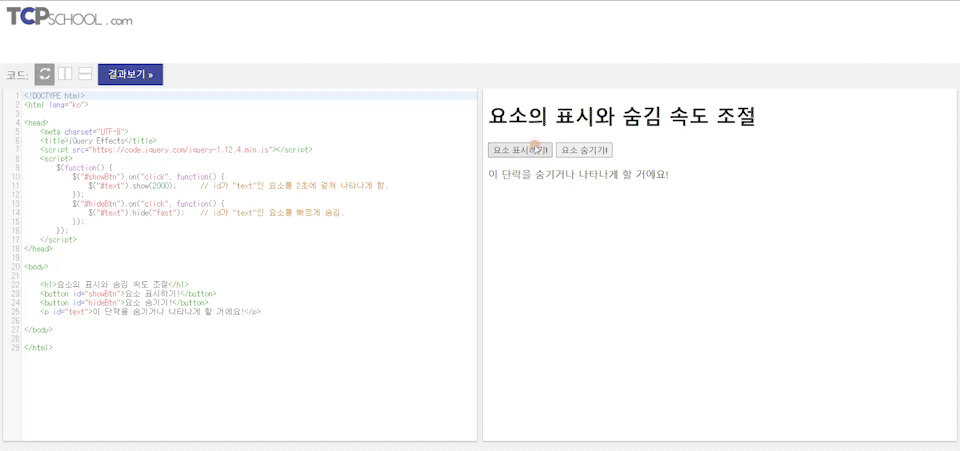 TCPSCHOOL.com
코드:
결과보기 »
1 <!DOCTYPE html>
2 <html lang="ko">
3
4 <head>
5 <meta charset="UTF-8">
6 <title>jQuery Effects</title>
7 <script src="https://code.jquery.com/jquery-1.12.4.min.js"></script>
8 <script>
9 $(function() {
10 $("#showBtn").on("click", function() {
11 $("#text").show(2000); // id가 "text"인 요소를 2초에 걸쳐 나타나게 함.
12 });
13 $("#hideBtn").on("click", function() {
14 $("#text").hide("fast"); // id가 "text"인 요소를 빠르게 숨김.
15 });
16 });
17 </script>
18 </head>
19
20 <body>
21
22 <h1>요소의 표시와 숨김 속도 조절</h1>
23 <button id="showBtn">요소 표시하기!</button>
24 <button id="hideBtn">요소 숨기기!</button>
25 <p id="text">이 단락을 숨기거나 나타나게 할 거에요!</p>
26
27 </body>
28
29 </html>
요소의 표시와 숨김 속도 조절
요소 표시하기! 요소 숨기기!
이 단락을 숨기거나 나타나게 할 거에요!